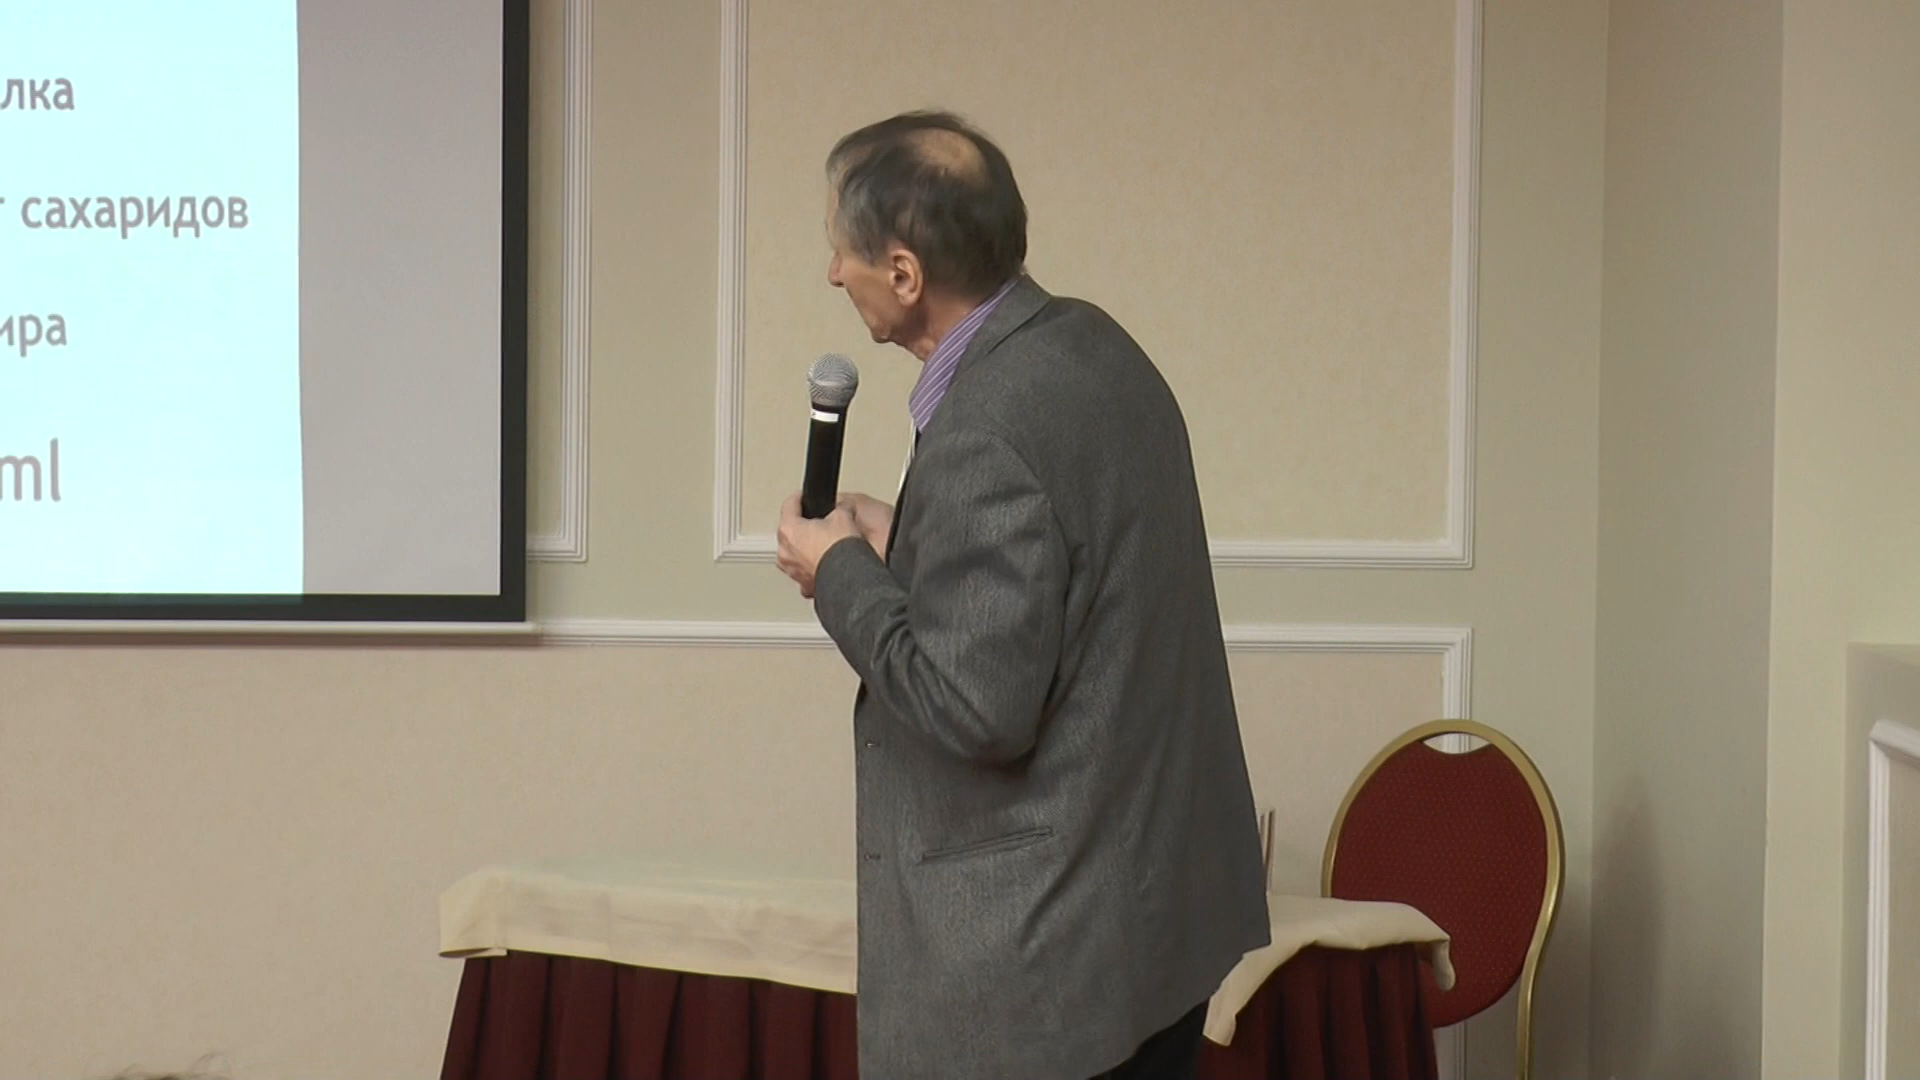 лка
т сахаридов
ира
ml